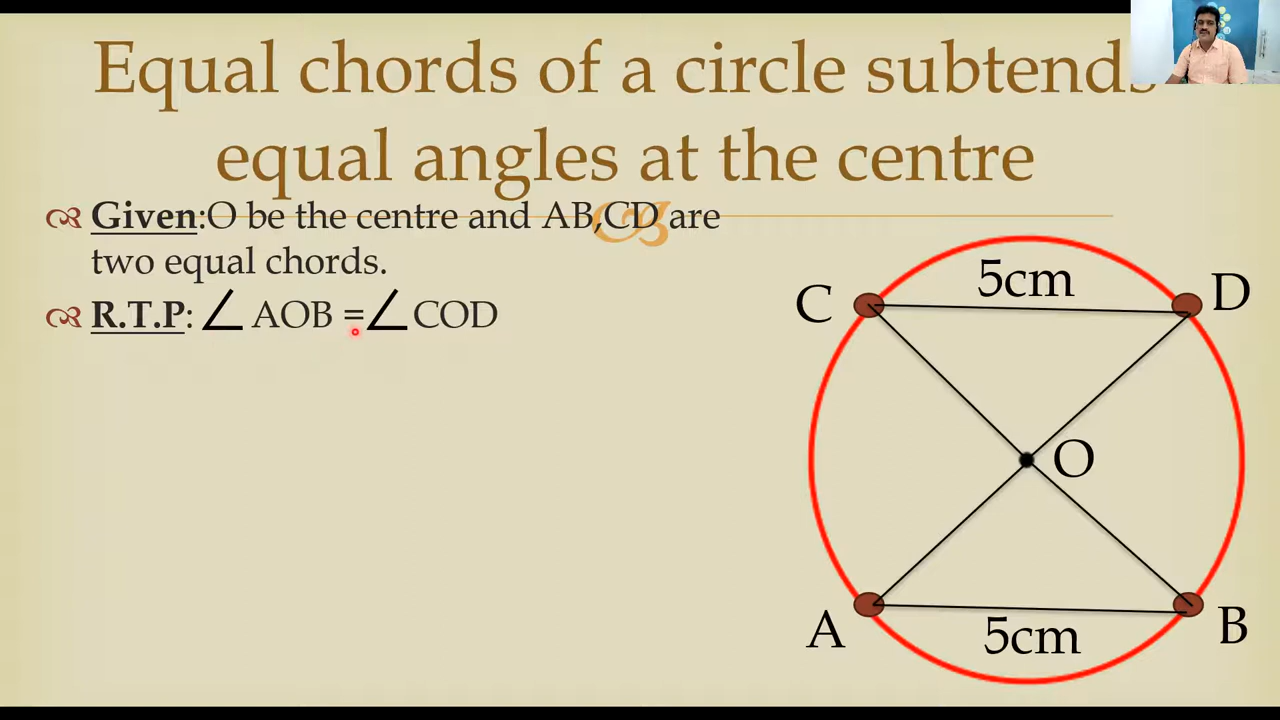 Equal chords of a circle subtends
equal angles at the centre
Given:O be the centre and AB,CD are
two equal chords.
R.T.P: ∠ AOB =∠COD
5cm
C
D
O
A
5cm
B